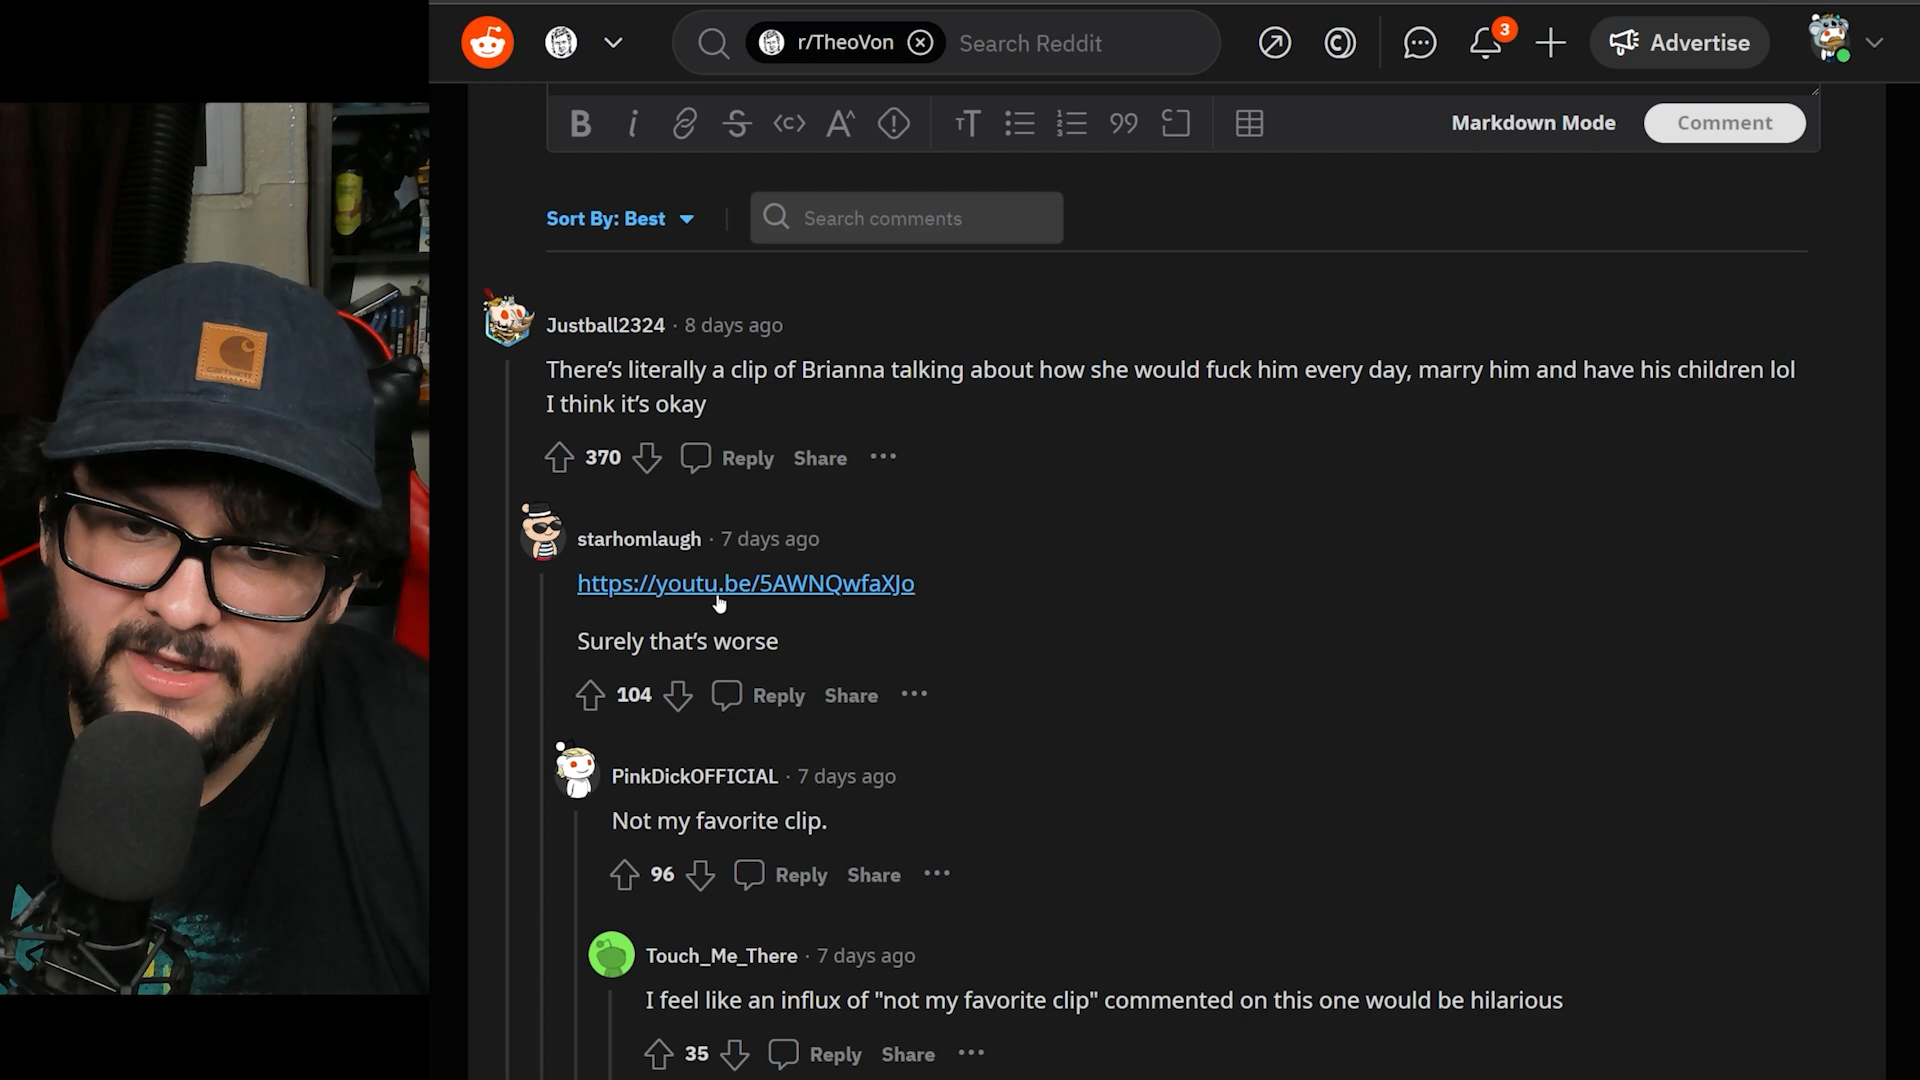 r/TheoVon
Search Reddit
3
Advertise
Markdown Mode
Comment
Sort By: Best
Search comments
Justball2324 · 8 days ago
There's literally a clip of Brianna talking about how she would fuck him every day, marry him and have his children lol
I think it's okay
370 Reply Share ···
starhomlaugh · 7 days ago
https://youtu.be/5AWNQwfaXJo
Surely that's worse
104 Reply Share ···
PinkDickOFFICIAL · 7 days ago
Not my favorite clip.
96 Reply Share ···
Touch_Me_There · 7 days ago
I feel like an influx of "not my favorite clip" commented on this one would be hilarious
35 Reply Share ···